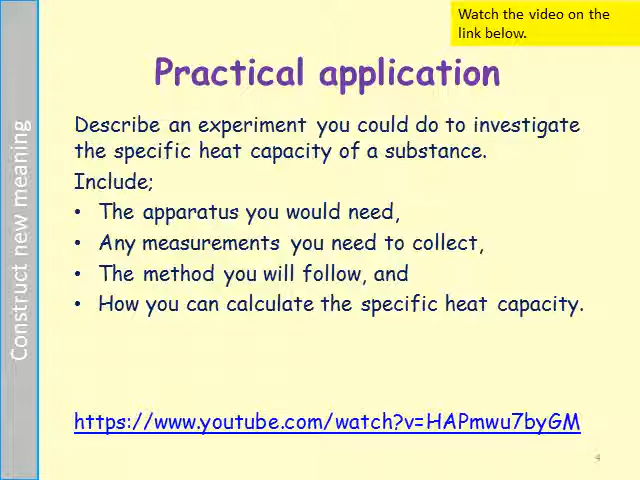 Watch the video on the
link below.
Practical application
Construct new meaning
Describe an experiment you could do to investigate
the specific heat capacity of a substance.
Include;
• The apparatus you would need,
• Any measurements you need to collect,
• The method you will follow, and
• How you can calculate the specific heat capacity.
https://www.youtube.com/watch?v=HAPmwu7byGM
4